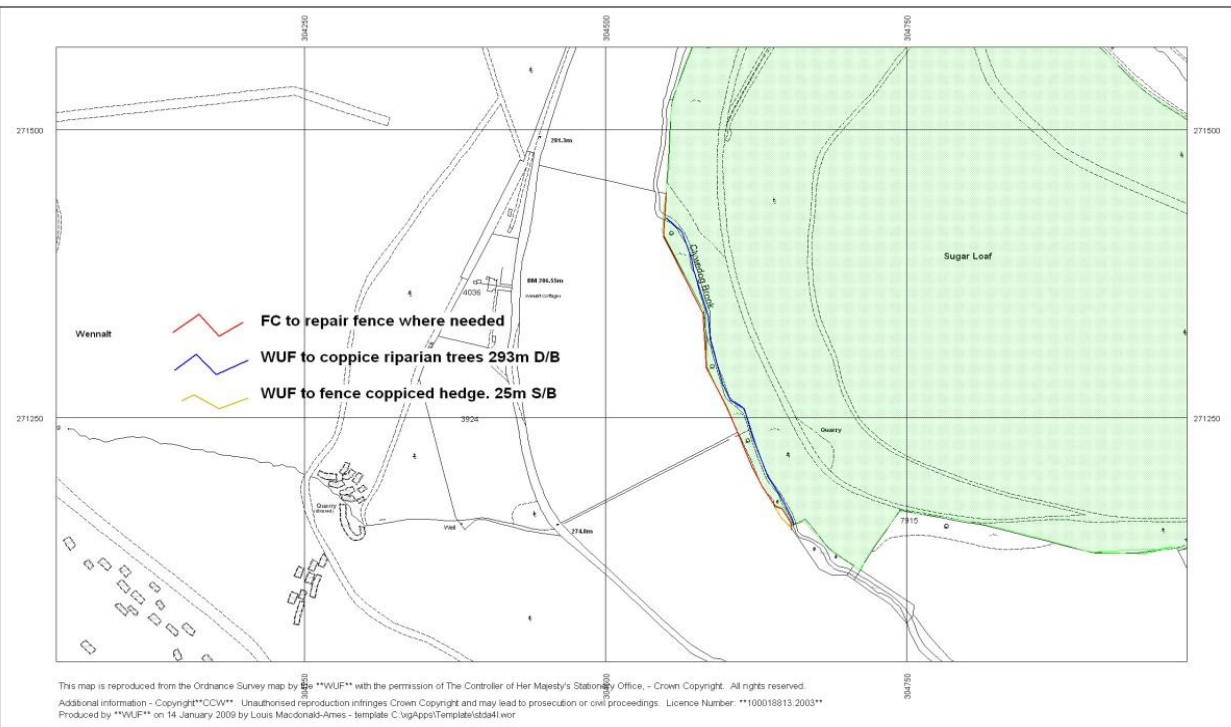 304250
304500
304750
271500
271500
201.3m
Sugar Loaf
Clywedog Brook
4036
FC to repair fence where needed
Wennalt
WUF to coppice riparian trees 293m D/B
WUF to fence coppiced hedge. 25m S/B
271250
3924
271250
Quarry
Quarry
Well
274.0m
7915
304250
304500
304750
This map is reproduced from the Ordnance Survey map by the **WUF** with the permission of The Controller of Her Majesty's Stationery Office, - Crown Copyright. All rights reserved.
Additional information - Copyright**CCW**. Unauthorised reproduction infringes Crown Copyright and may lead to prosecution or civil proceedings. Licence Number: **100018813.2003**
Produced by **WUF** on 14 January 2009 by Louis Macdonald-Ames - template C:\xgApps\Template\stda4l.wor